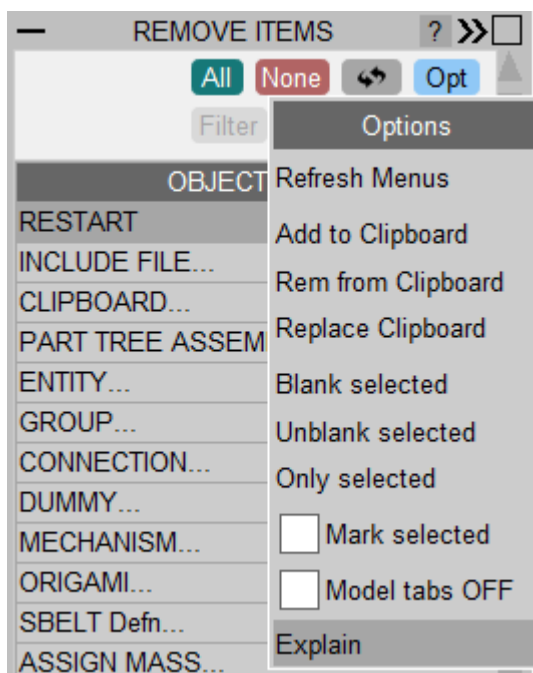 REMOVE ITEMS ?
All None Opt
Filter
Options
OBJECT
Refresh Menus
RESTART
Add to Clipboard
INCLUDE FILE...
Rem from Clipboard
CLIPBOARD...
Replace Clipboard
PART TREE ASSEM
ENTITY...
Blank selected
GROUP...
Unblank selected
CONNECTION...
Only selected
DUMMY...
MECHANISM...
Mark selected
ORIGAMI...
Model tabs OFF
SBELT Defn...
Explain
ASSIGN MASS...